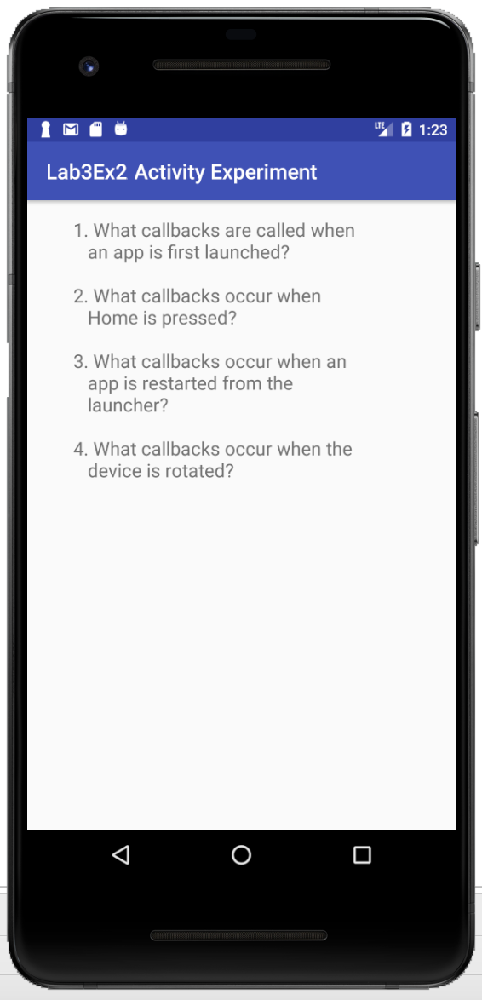 LTE 1:23
Lab3Ex2 Activity Experiment
1. What callbacks are called when
an app is first launched?
2. What callbacks occur when
Home is pressed?
3. What callbacks occur when an
app is restarted from the
launcher?
4. What callbacks occur when the
device is rotated?